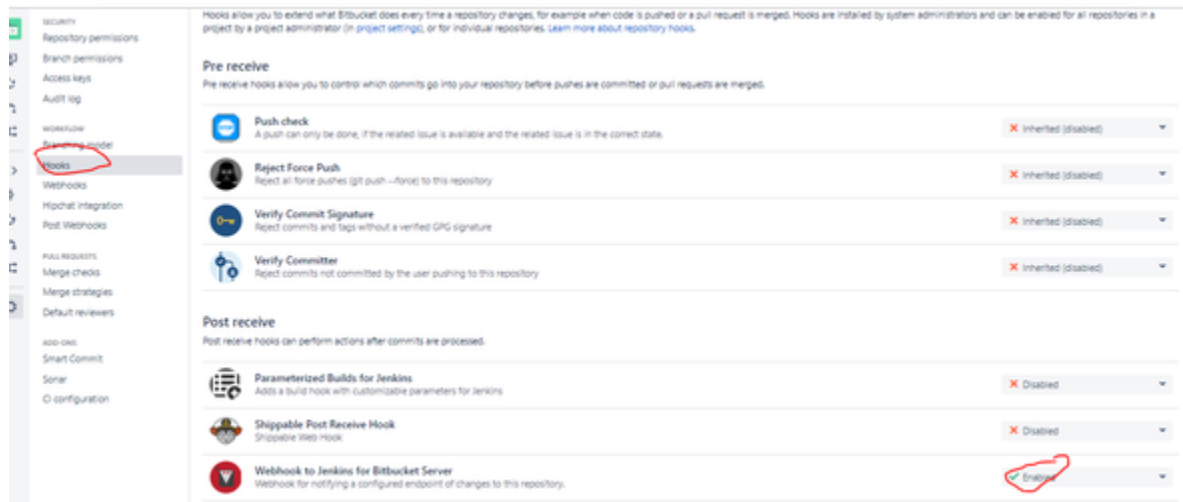 Hooks allow you to extend what Bitbucket does every time a repository changes, for example when code is pushed or a pull request is merged. Hooks are installed by system administrators and can be enabled for all repositories in a
project by a project administrator (in project settings), or for individual repositories. Learn more about repository hooks.
SECURITY
Repository permissions
Branch permissions
Access keys
Audit log
WORKFLOW
Branching model
Hooks
Webhooks
Hipchat integration
Post Webhooks
PULL REQUESTS
Merge checks
Merge strategies
Default reviewers
ADD-ONS
Smart Commit
Sonar
CI configuration
Pre receive
Pre receive hooks allow you to control which commits go into your repository before pushes are committed or pull requests are merged.
STOP
Push check
A push can only be done, if the related issue is available and the related issue is in the correct state.
Inherited (disabled)
Reject Force Push
Reject all force pushes (git push --force) to this repository
Inherited (disabled)
Verify Commit Signature
Reject commits and tags without a verified GPG signature
Inherited (disabled)
Verify Committer
Reject commits not committed by the user pushing to this repository
Inherited (disabled)
Post receive
Post receive hooks can perform actions after commits are processed.
Parameterized Builds for Jenkins
Adds a build hook with customizable parameters for Jenkins
Disabled
Shippable Post Receive Hook
Shippable Web Hook
Disabled
Webhook to Jenkins for Bitbucket Server
Webhook for notifying a configured endpoint of changes to this repository.
Enabled